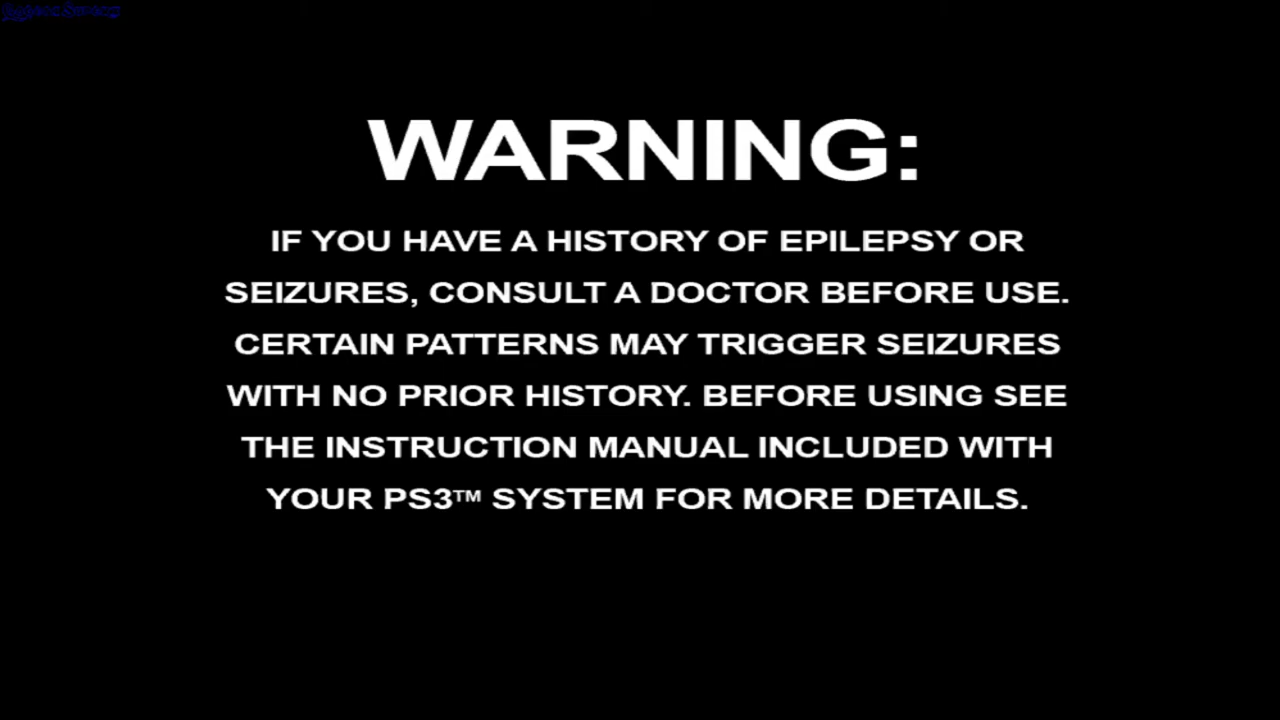 WARNING:
IF YOU HAVE A HISTORY OF EPILEPSY OR
SEIZURES, CONSULT A DOCTOR BEFORE USE.
CERTAIN PATTERNS MAY TRIGGER SEIZURES
WITH NO PRIOR HISTORY. BEFORE USING SEE
THE INSTRUCTION MANUAL INCLUDED WITH
YOUR PS3™ SYSTEM FOR MORE DETAILS.